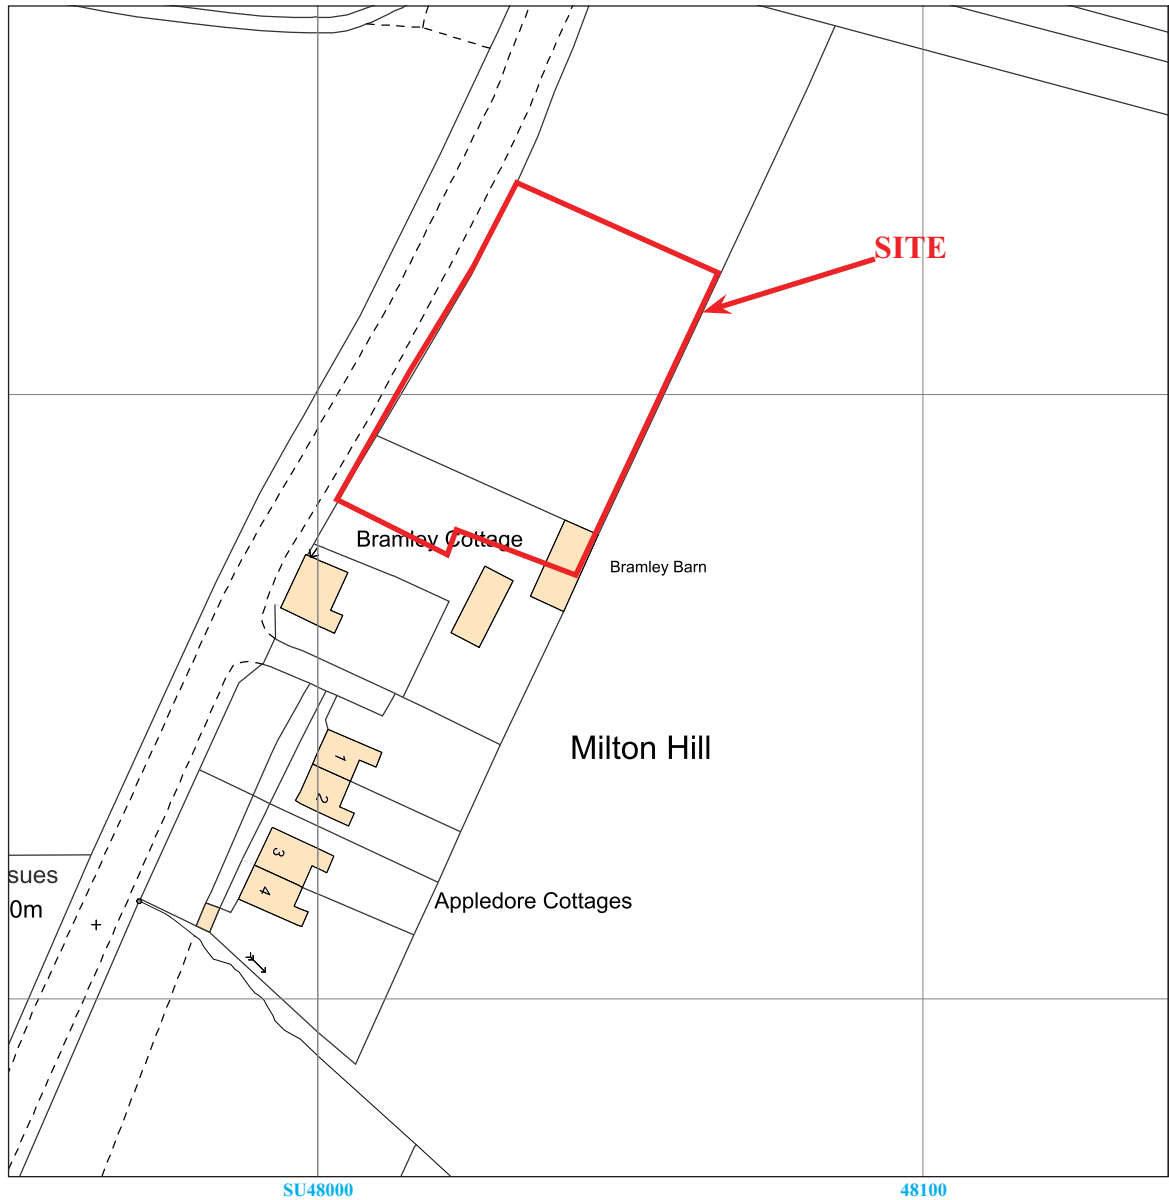 SITE
Bramley Cottage
Bramley Barn
Milton Hill
1
2
3
4
sues
0m
Appledore Cottages
SU48000
48100